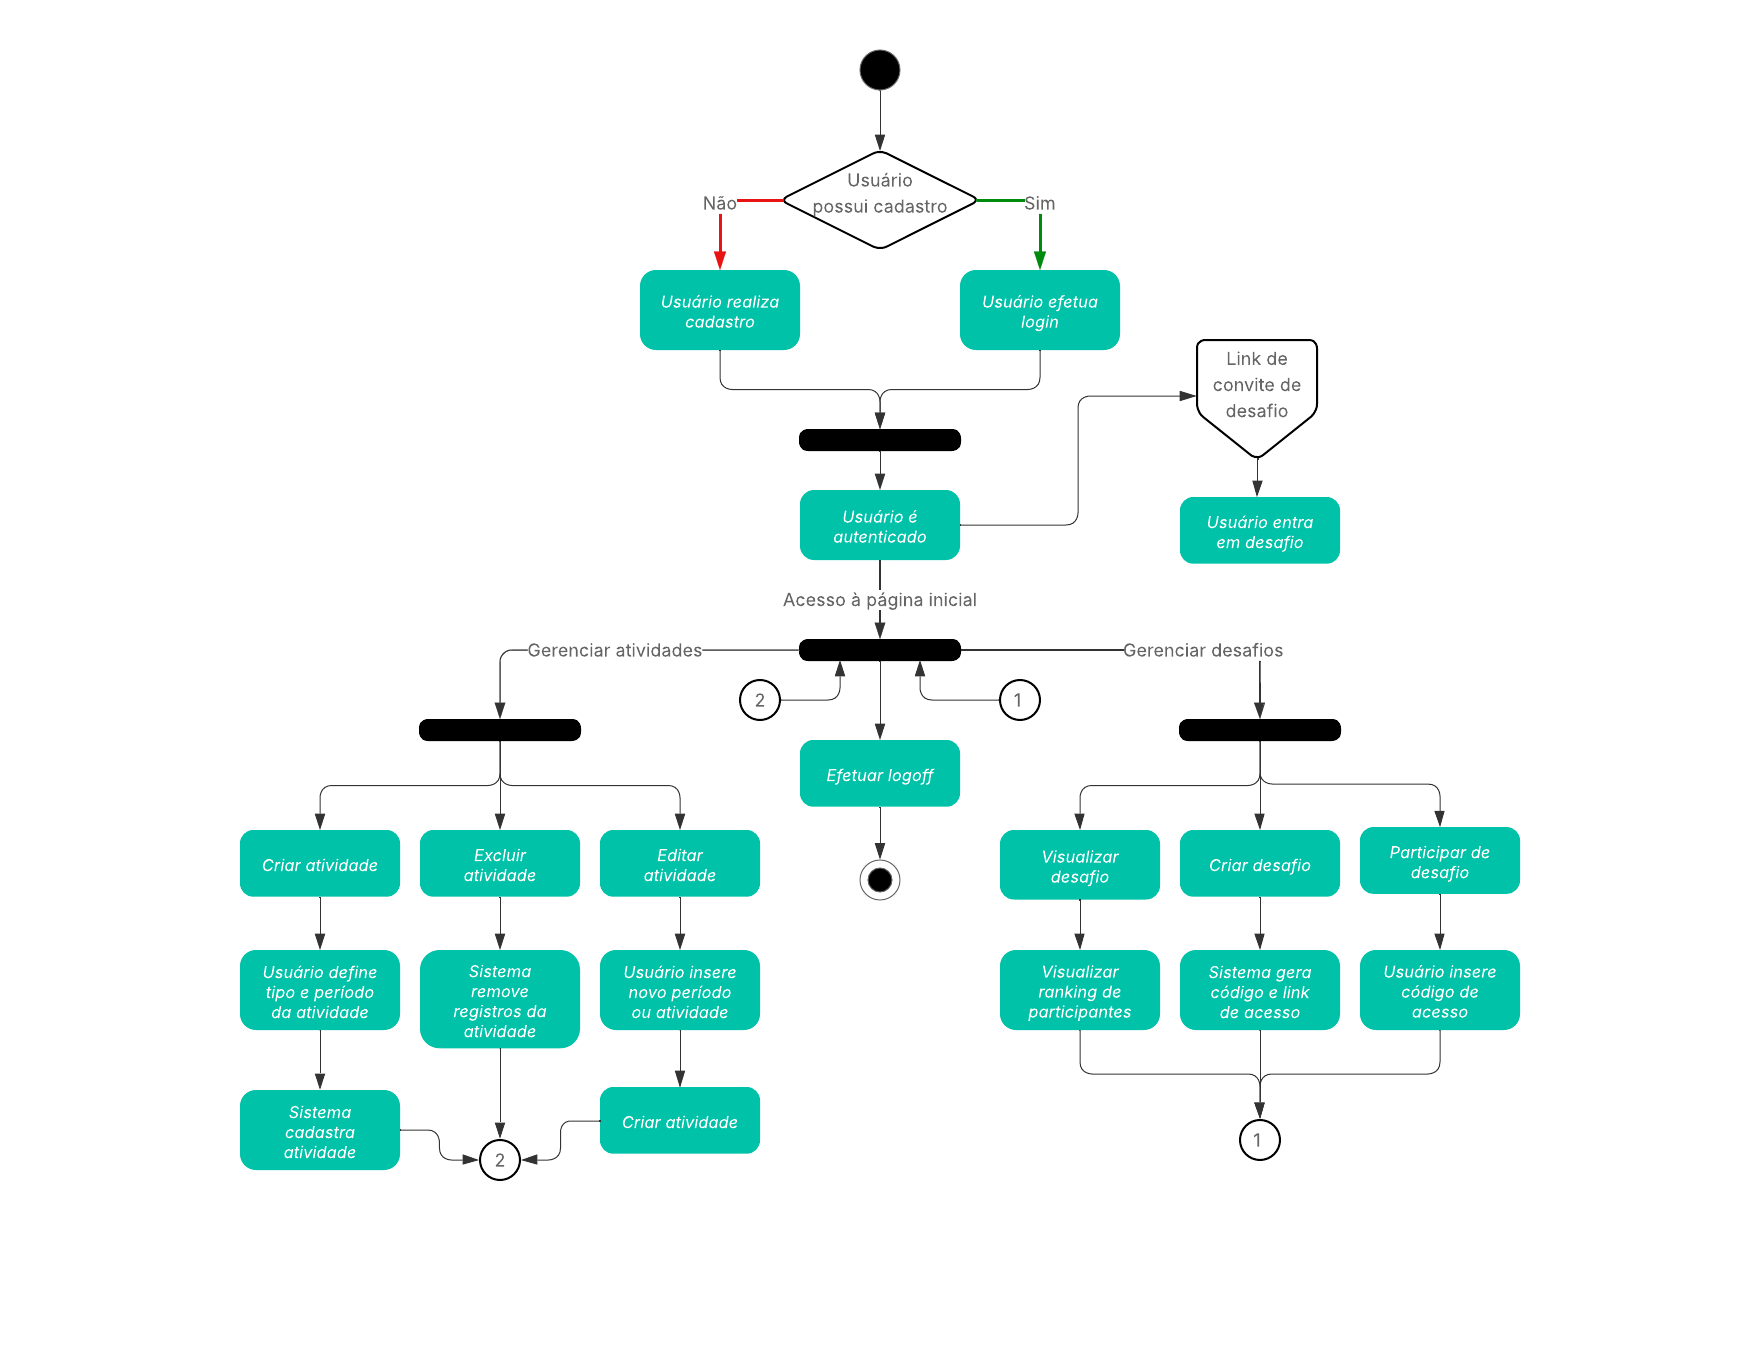 Usuário
possui cadastro
Não
Sim
Usuário realiza
cadastro
Usuário efetua
login
Link de
convite de
desafio
Usuário é
autenticado
Usuário entra
em desafio
Acesso à página inicial
Gerenciar atividades
Gerenciar desafios
2
1
Efetuar logoff
Criar atividade
Excluir
atividade
Editar
atividade
Visualizar
desafio
Criar desafio
Participar de
desafio
Usuário define
tipo e período
da atividade
Sistema
remove
registros da
atividade
Usuário insere
novo período
ou atividade
Visualizar
ranking de
participantes
Sistema gera
código e link
de acesso
Usuário insere
código de
acesso
Sistema
cadastra
atividade
2
Criar atividade
1